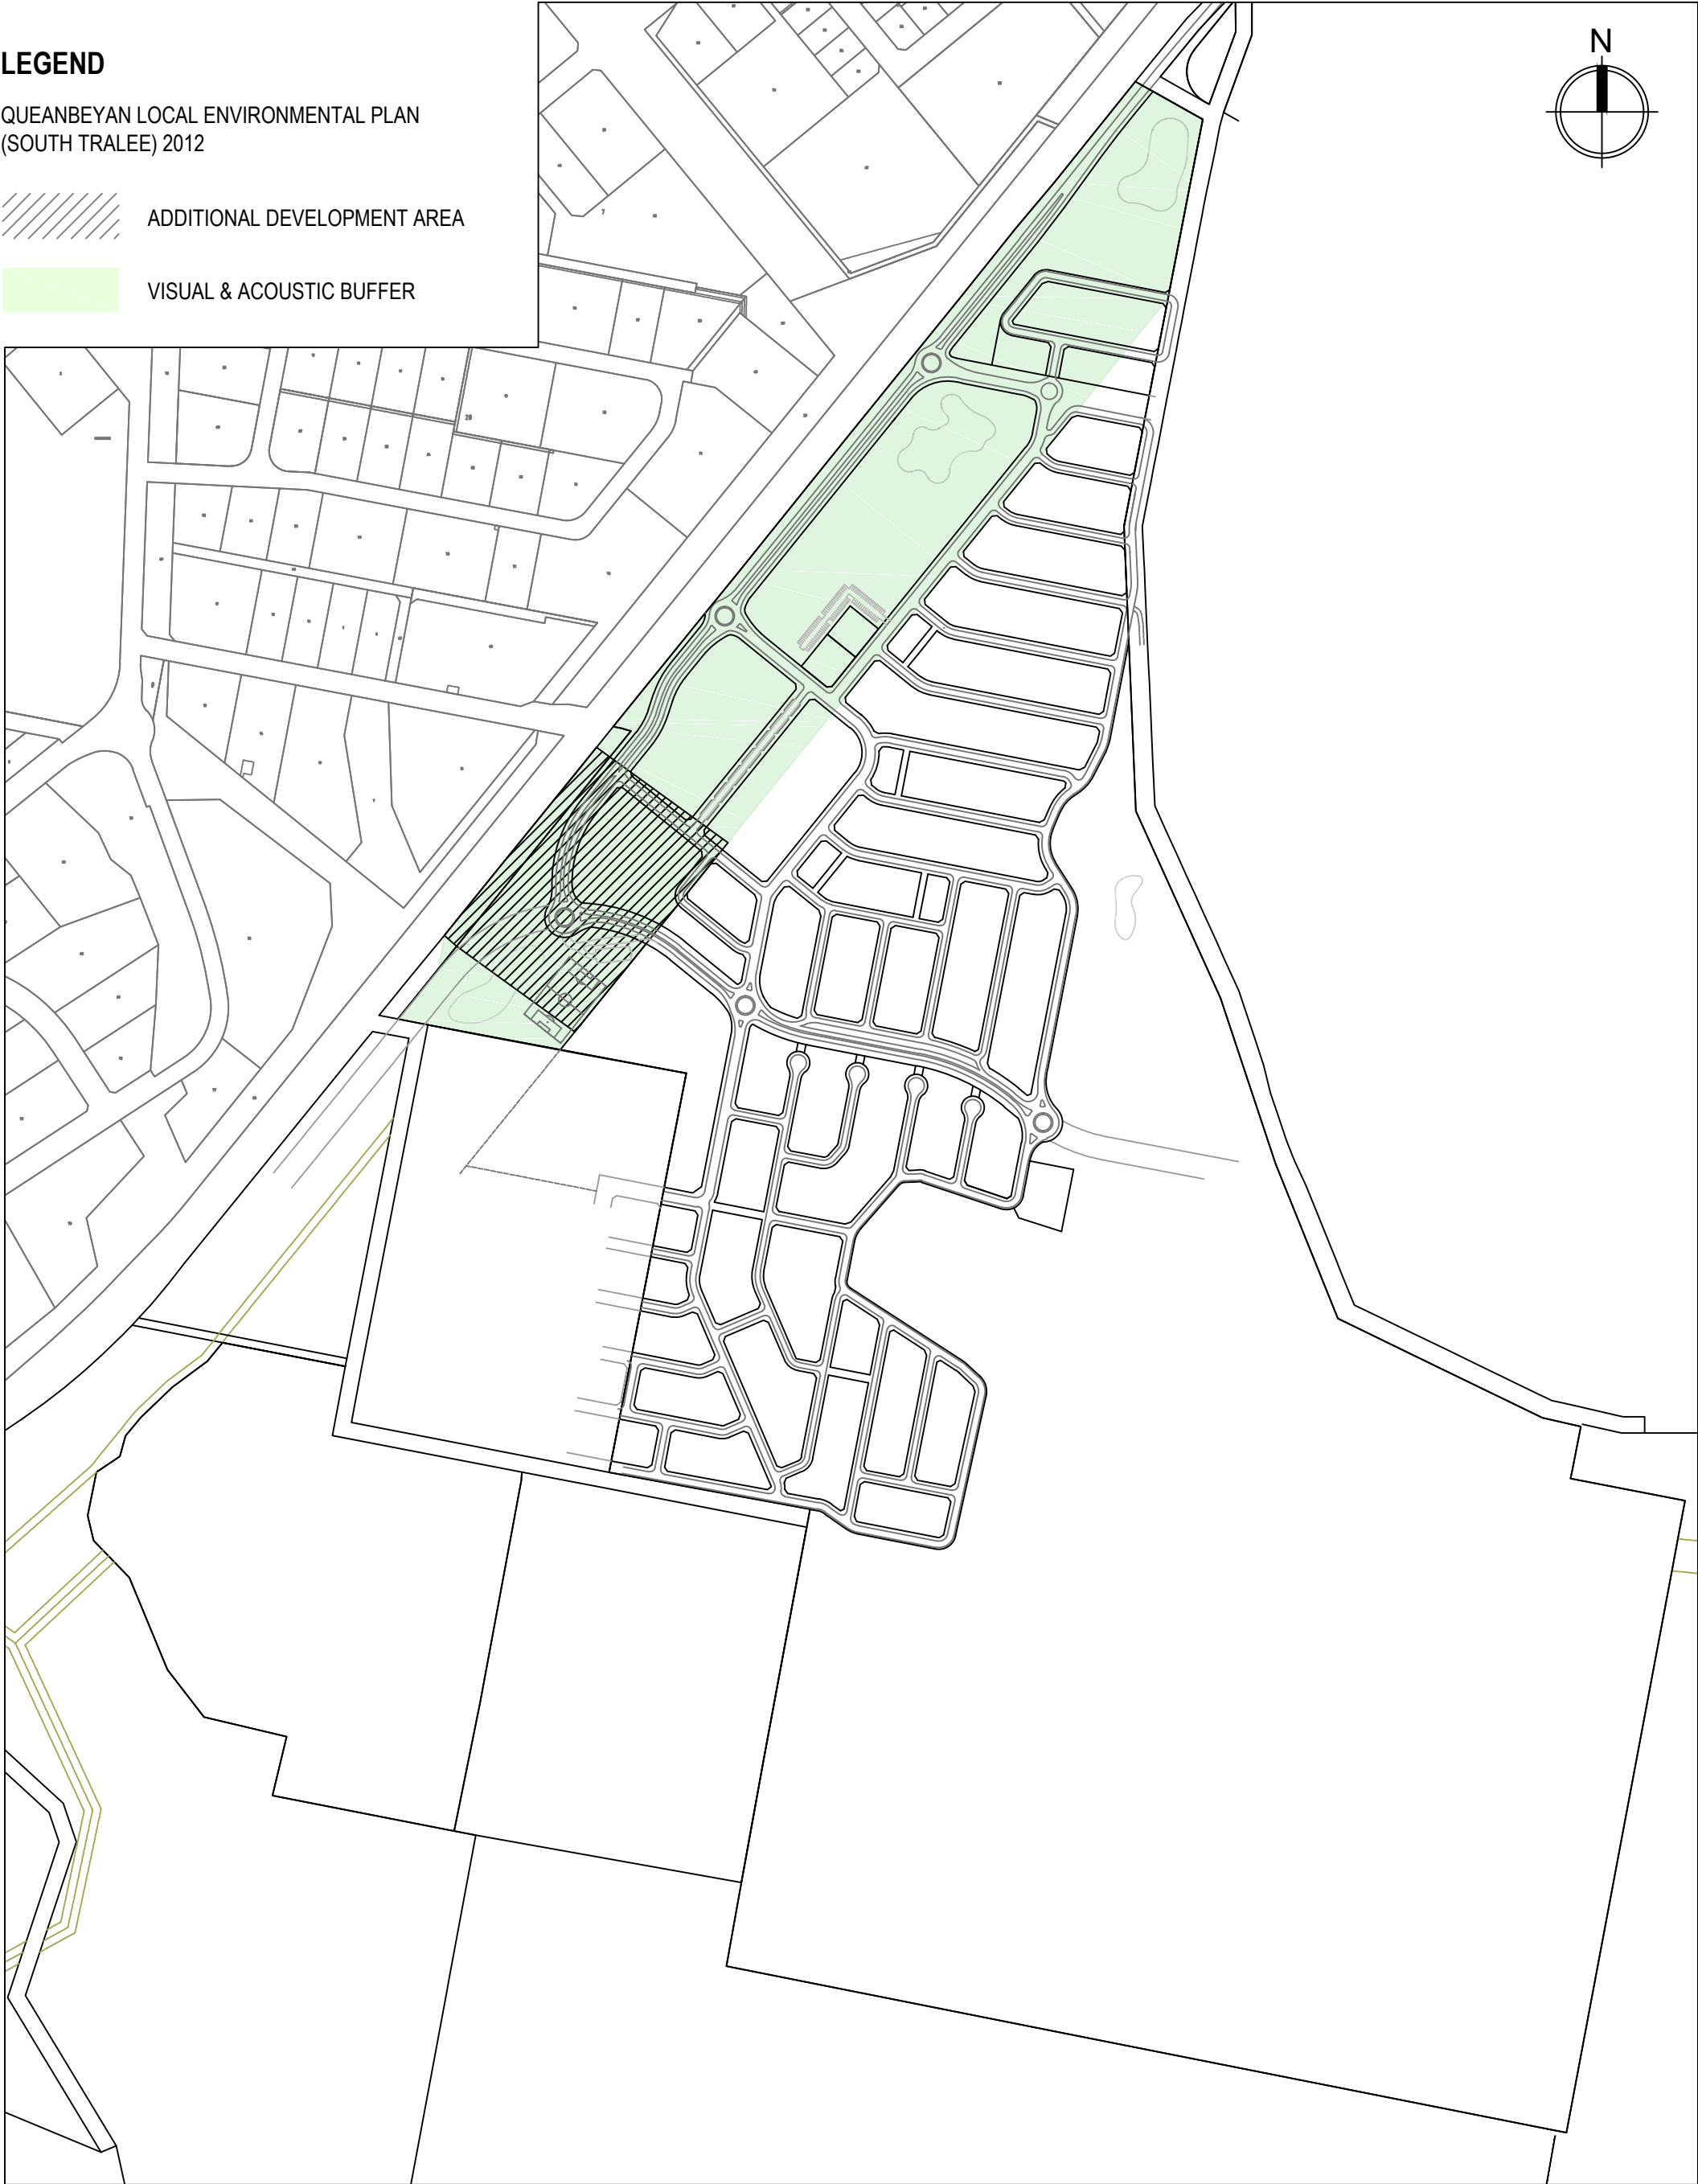 LEGEND
QUEANBEYAN LOCAL ENVIRONMENTAL PLAN
(SOUTH TRALEE) 2012
ADDITIONAL DEVELOPMENT AREA
VISUAL & ACOUSTIC BUFFER
N